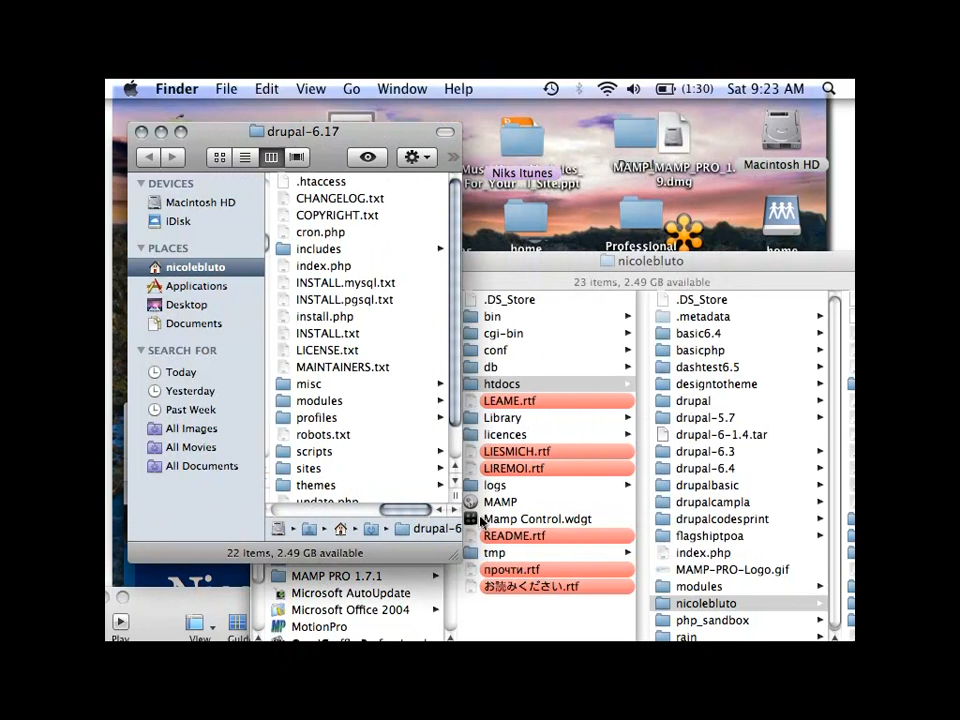 Finder File Edit View Go Window Help (1:30) Sat 9:23 AM
drupal-6.17
DEVICES
Macintosh HD
iDisk
PLACES
nicolebluto
Applications
Desktop
Documents
SEARCH FOR
Today
Yesterday
Past Week
All Images
All Movies
All Documents
.htaccess
CHANGELOG.txt
COPYRIGHT.txt
cron.php
includes
index.php
INSTALL.mysql.txt
INSTALL.pgsql.txt
install.php
INSTALL.txt
LICENSE.txt
MAINTAINERS.txt
misc
modules
profiles
robots.txt
scripts
sites
themes
update.php
drupal-6
22 items, 2.49 GB available
Niks Itunes
For_Your...l_Site.ppt
MAMP_MAMP_PRO_1.
9.dmg
Macintosh HD
home
Professional
home
nicolebluto
23 items, 2.49 GB available
.DS_Store
bin
cgi-bin
conf
db
htdocs
LEAME.rtf
Library
licences
LIESMICH.rtf
LIREMOI.rtf
logs
MAMP
Mamp Control.wdgt
README.rtf
tmp
прочти.rtf
お読みください.rtf
.DS_Store
.metadata
basic6.4
basicphp
dashtest6.5
designtotheme
drupal
drupal-5.7
drupal-6-1.4.tar
drupal-6.3
drupal-6.4
drupalbasic
drupalcampla
drupalcodesprint
flagshiptpoa
index.php
MAMP-PRO-Logo.gif
modules
nicolebluto
php_sandbox
rain
MAMP PRO 1.7.1
Microsoft AutoUpdate
Microsoft Office 2004
MotionPro
Play
View